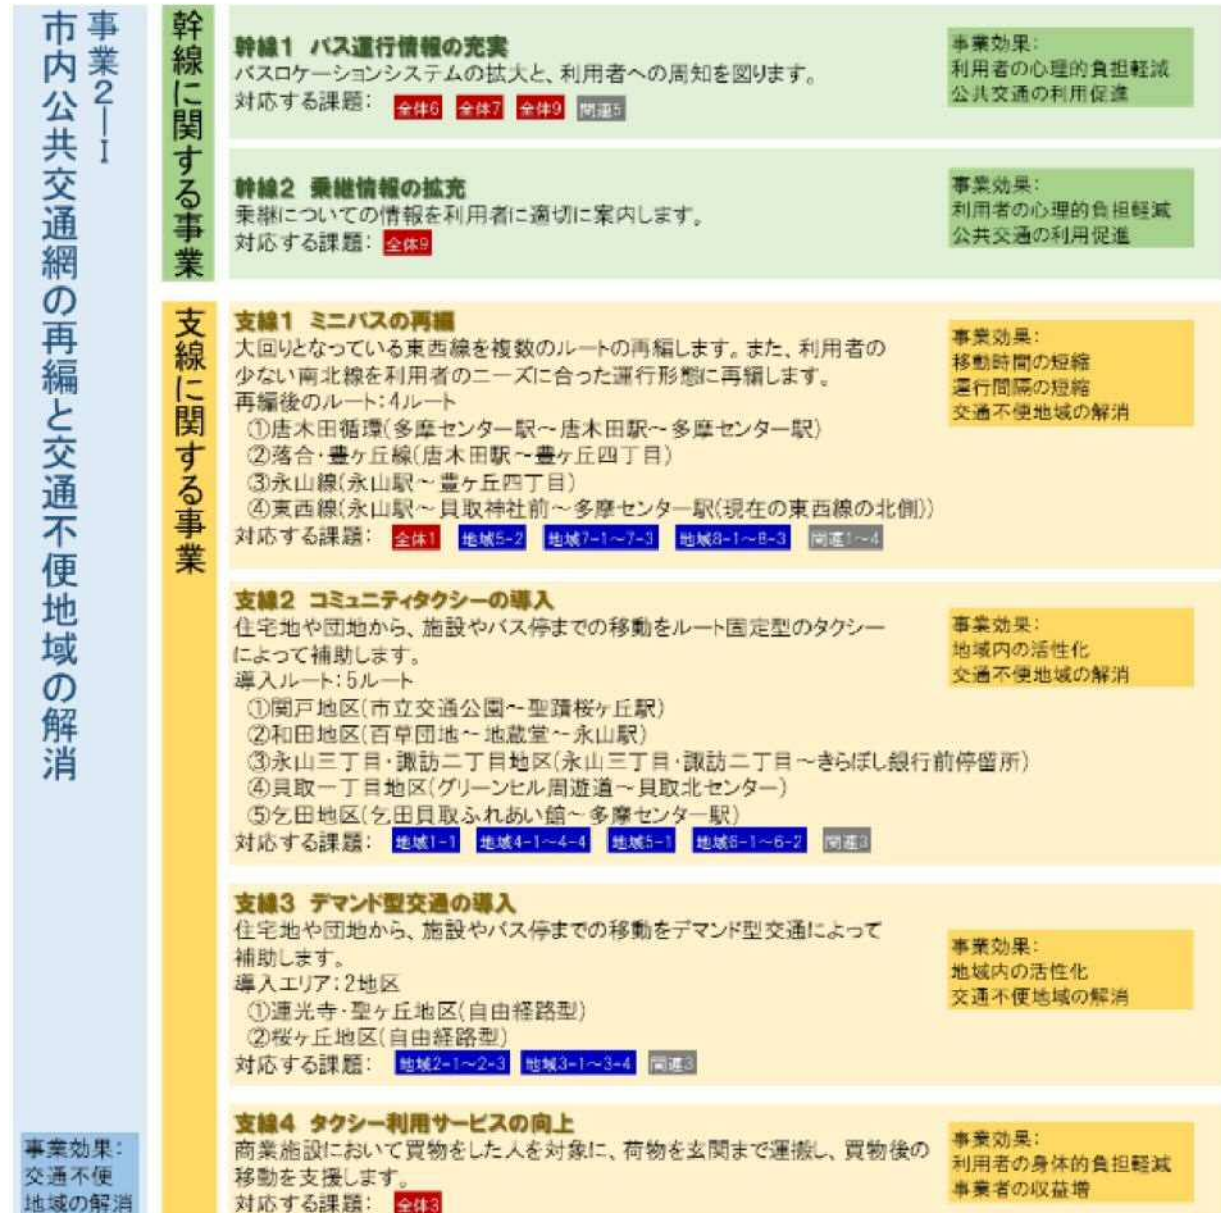 事業2―I
市内公共交通網の再編と交通不便地域の解消
事業効果：
交通不便
地域の解消
幹線に関する事業
幹線1 バス運行情報の充実
バスロケーションシステムの拡大と、利用者への周知を図ります。
対応する課題： 全体6 全体7 全体9 関連5
事業効果：
利用者の心理的負担軽減
公共交通の利用促進
幹線2 乗継情報の拡充
乗継についての情報を利用者に適切に案内します。
対応する課題： 全体9
事業効果：
利用者の心理的負担軽減
公共交通の利用促進
支線に関する事業
支線1 ミニバスの再編
大回りとなっている東西線を複数のルートの再編します。また、利用者の
少ない南北線を利用者のニーズに合った運行形態に再編します。
再編後のルート：4ルート
①唐木田循環(多摩センター駅～唐木田駅～多摩センター駅)
②落合・豊ヶ丘線(唐木田駅～豊ヶ丘四丁目)
③永山線(永山駅～豊ヶ丘四丁目)
④東西線(永山駅～貝取神社前～多摩センター駅(現在の東西線の北側))
対応する課題： 全体1 地域5-2 地域7-1～7-3 地域8-1～8-3 関連1～4
事業効果：
移動時間の短縮
運行間隔の短縮
交通不便地域の解消
支線2 コミュニティタクシーの導入
住宅地や団地から、施設やバス停までの移動をルート固定型のタクシー
によって補助します。
導入ルート：5ルート
①関戸地区(市立交通公園～聖蹟桜ヶ丘駅)
②和田地区(百草団地～地蔵堂～永山駅)
③永山三丁目・諏訪二丁目地区(永山三丁目・諏訪二丁目～きらぼし銀行前停留所)
④貝取一丁目地区(グリーンヒル周遊道～貝取北センター)
⑤乞田地区(乞田貝取ふれあい館～多摩センター駅)
対応する課題： 地域1-1 地域4-1～4-4 地域5-1 地域6-1～6-2 関連3
事業効果：
地域内の活性化
交通不便地域の解消
支線3 デマンド型交通の導入
住宅地や団地から、施設やバス停までの移動をデマンド型交通によって
補助します。
導入エリア：2地区
①連光寺・聖ヶ丘地区(自由経路型)
②桜ヶ丘地区(自由経路型)
対応する課題： 地域2-1～2-3 地域3-1～3-4 関連3
事業効果：
地域内の活性化
交通不便地域の解消
支線4 タクシー利用サービスの向上
商業施設において買物をした人を対象に、荷物を玄関まで運搬し、買物後の
移動を支援します。
対応する課題： 全体3
事業効果：
利用者の身体的負担軽減
事業者の収益増